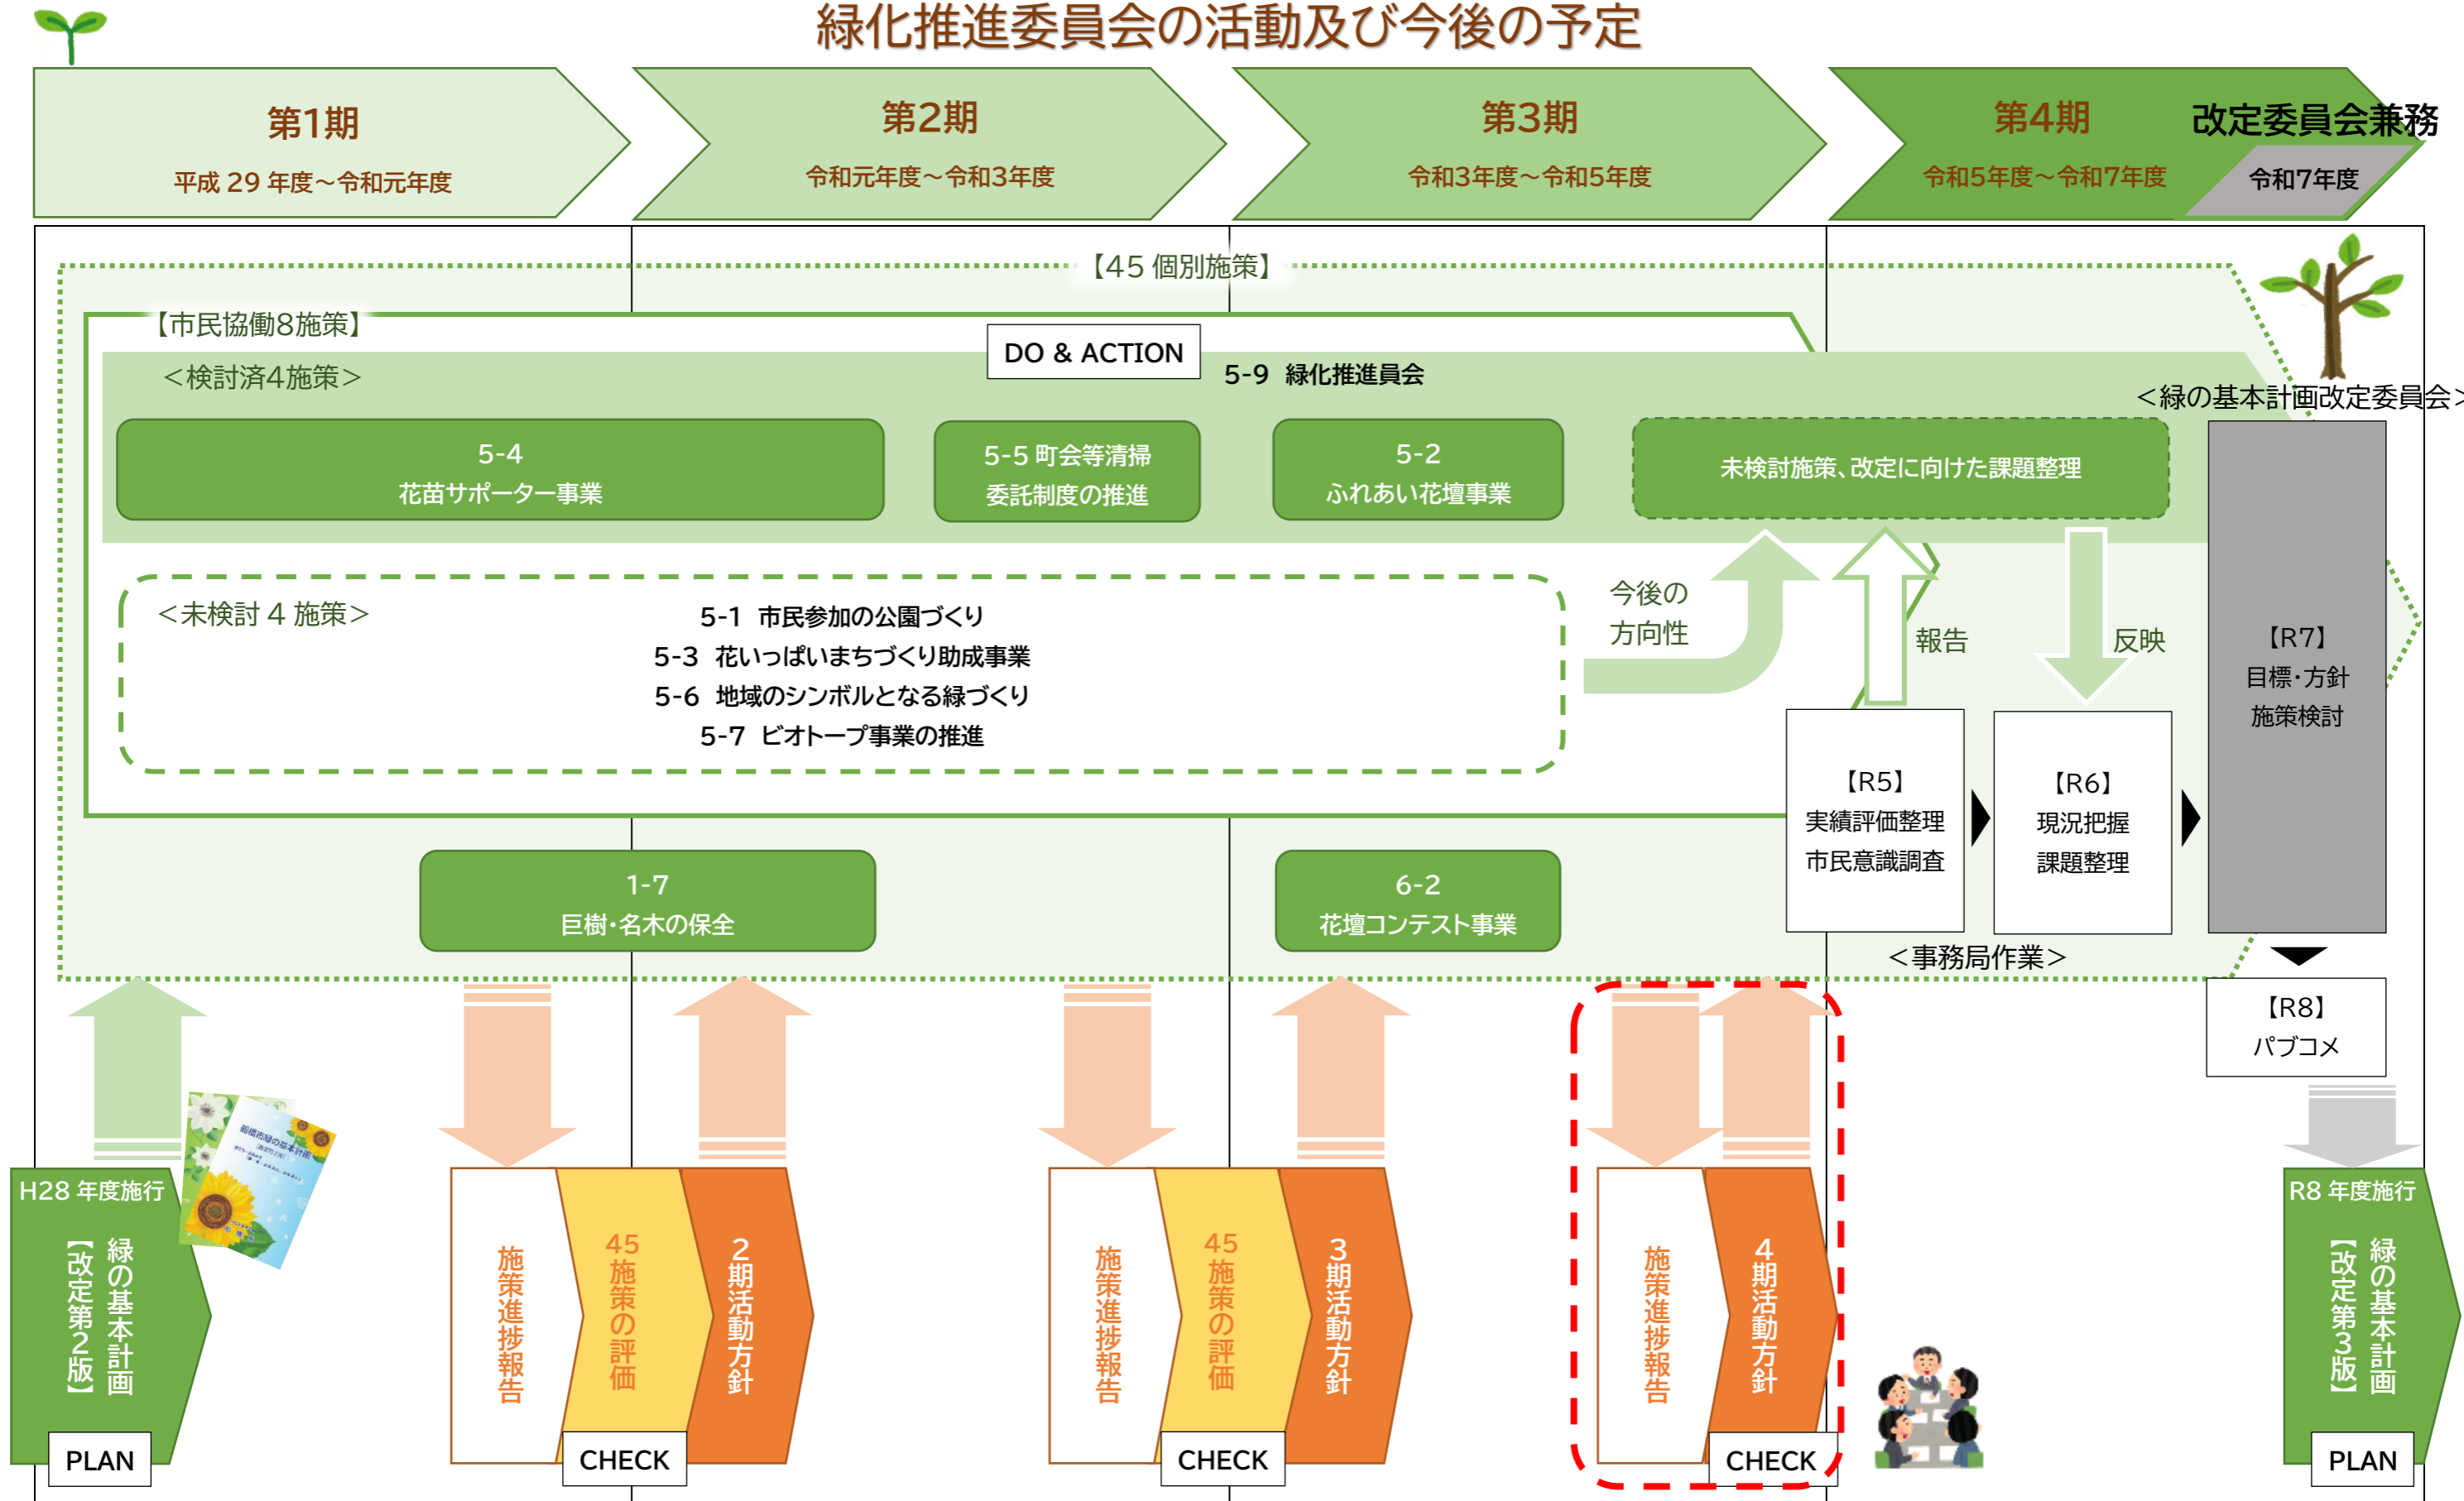 緑化推進委員会の活動及び今後の予定
第1期
平成 29 年度～令和元年度
第2期
令和元年度～令和3年度
第3期
令和3年度～令和5年度
第4期
令和5年度～令和7年度
改定委員会兼務
令和7年度
【45 個別施策】
【市民協働8施策】
＜検討済4施策＞
DO & ACTION
5-9 緑化推進員会
＜緑の基本計画改定委員会＞
5-4
花苗サポーター事業
5-5 町会等清掃
委託制度の推進
5-2
ふれあい花壇事業
未検討施策、改定に向けた課題整理
＜未検討 4 施策＞
5-1 市民参加の公園づくり
5-3 花いっぱいまちづくり助成事業
5-6 地域のシンボルとなる緑づくり
5-7 ビオトープ事業の推進
今後の
方向性
報告
反映
【R5】
実績評価整理
市民意識調査
【R6】
現況把握
課題整理
【R7】
目標・方針
施策検討
1-7
巨樹・名木の保全
6-2
花壇コンテスト事業
＜事務局作業＞
【R8】
パブコメ
船橋市緑の基本計画
H28 年度施行
緑の基本計画
【改定第2版】
PLAN
施策進捗報告
45施策の評価
2期活動方針
CHECK
施策進捗報告
45施策の評価
3期活動方針
CHECK
施策進捗報告
4期活動方針
CHECK
R8 年度施行
緑の基本計画
【改定第3版】
PLAN